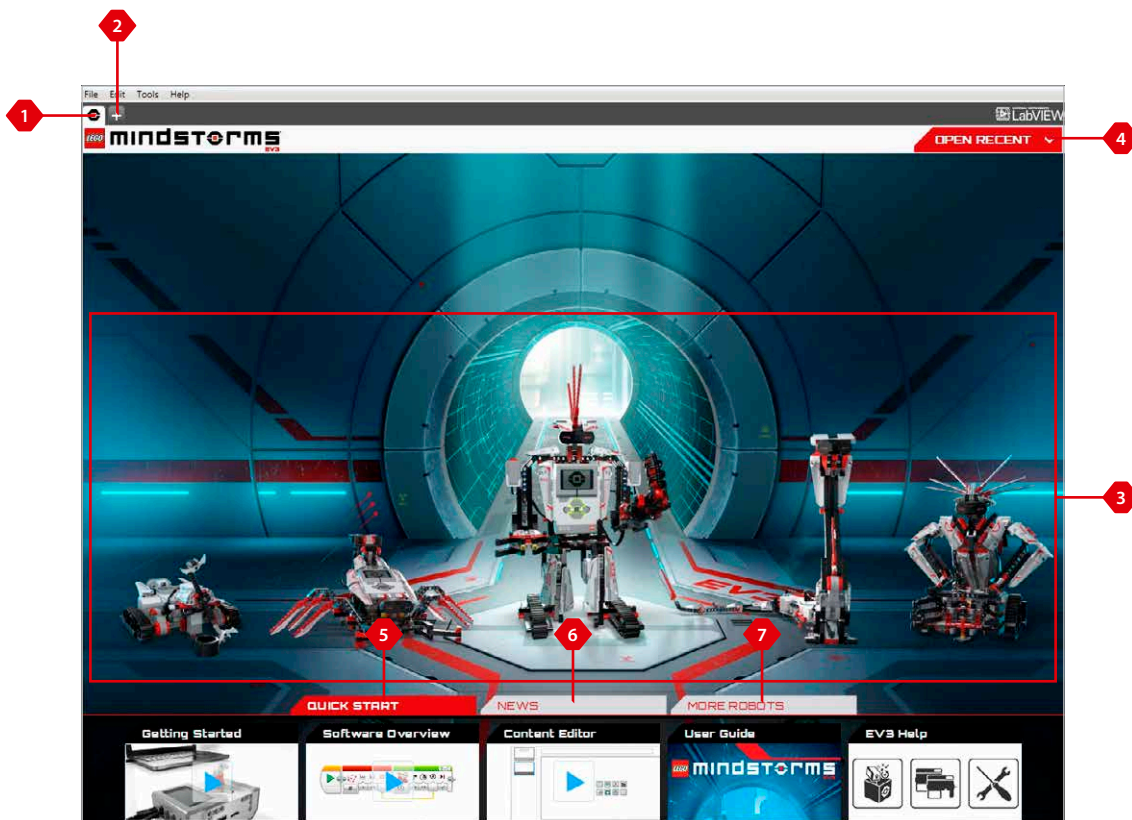 2
File Edit Tools Help
1
+
LabVIEW
LEGO mindstorms
EV3
OPEN RECENT
4
3
EV3
5
6
7
QUICK START
NEWS
MORE ROBOTS
Getting Started
Software Overview
Content Editor
User Guide
EV3 Help
LEGO mindstorms